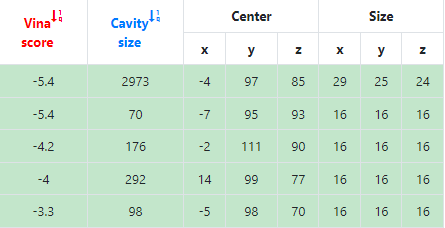 Vina Cavity Center Size
score size x y z x y z
-5.4 2973 -4 97 85 29 25 24
-5.4 70 -7 95 93 16 16 16
-4.2 176 -2 111 90 16 16 16
-4 292 14 99 77 16 16 16
-3.3 98 -5 98 70 16 16 16